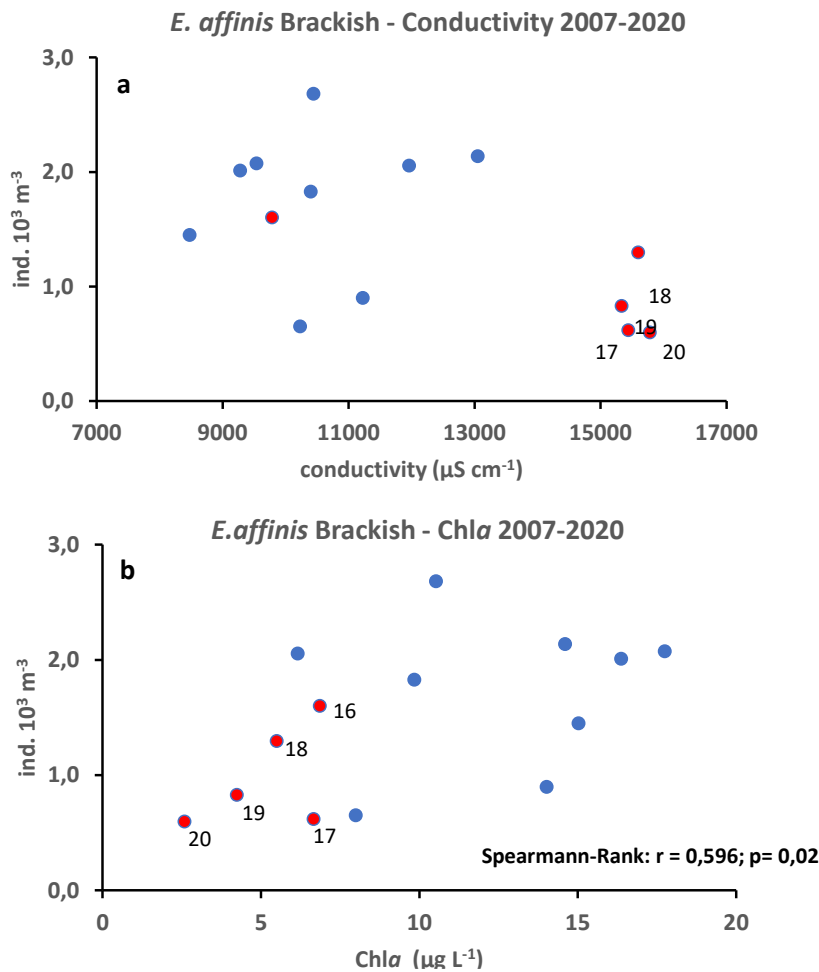 E. affinis Brackish - Conductivity 2007-2020
a
3,0
2,0
1,0
0,0
ind. 10³ m⁻³
18
19
17
20
7000 9000 11000 13000 15000 17000
conductivity (µS cm⁻¹)
E.affinis Brackish - Chla 2007-2020
b
3,0
2,0
1,0
0,0
ind. 10³ m⁻³
16
18
19
17
20
Spearmann-Rank: r = 0,596; p= 0,02
0 5 10 15 20
Chla (µg L⁻¹)